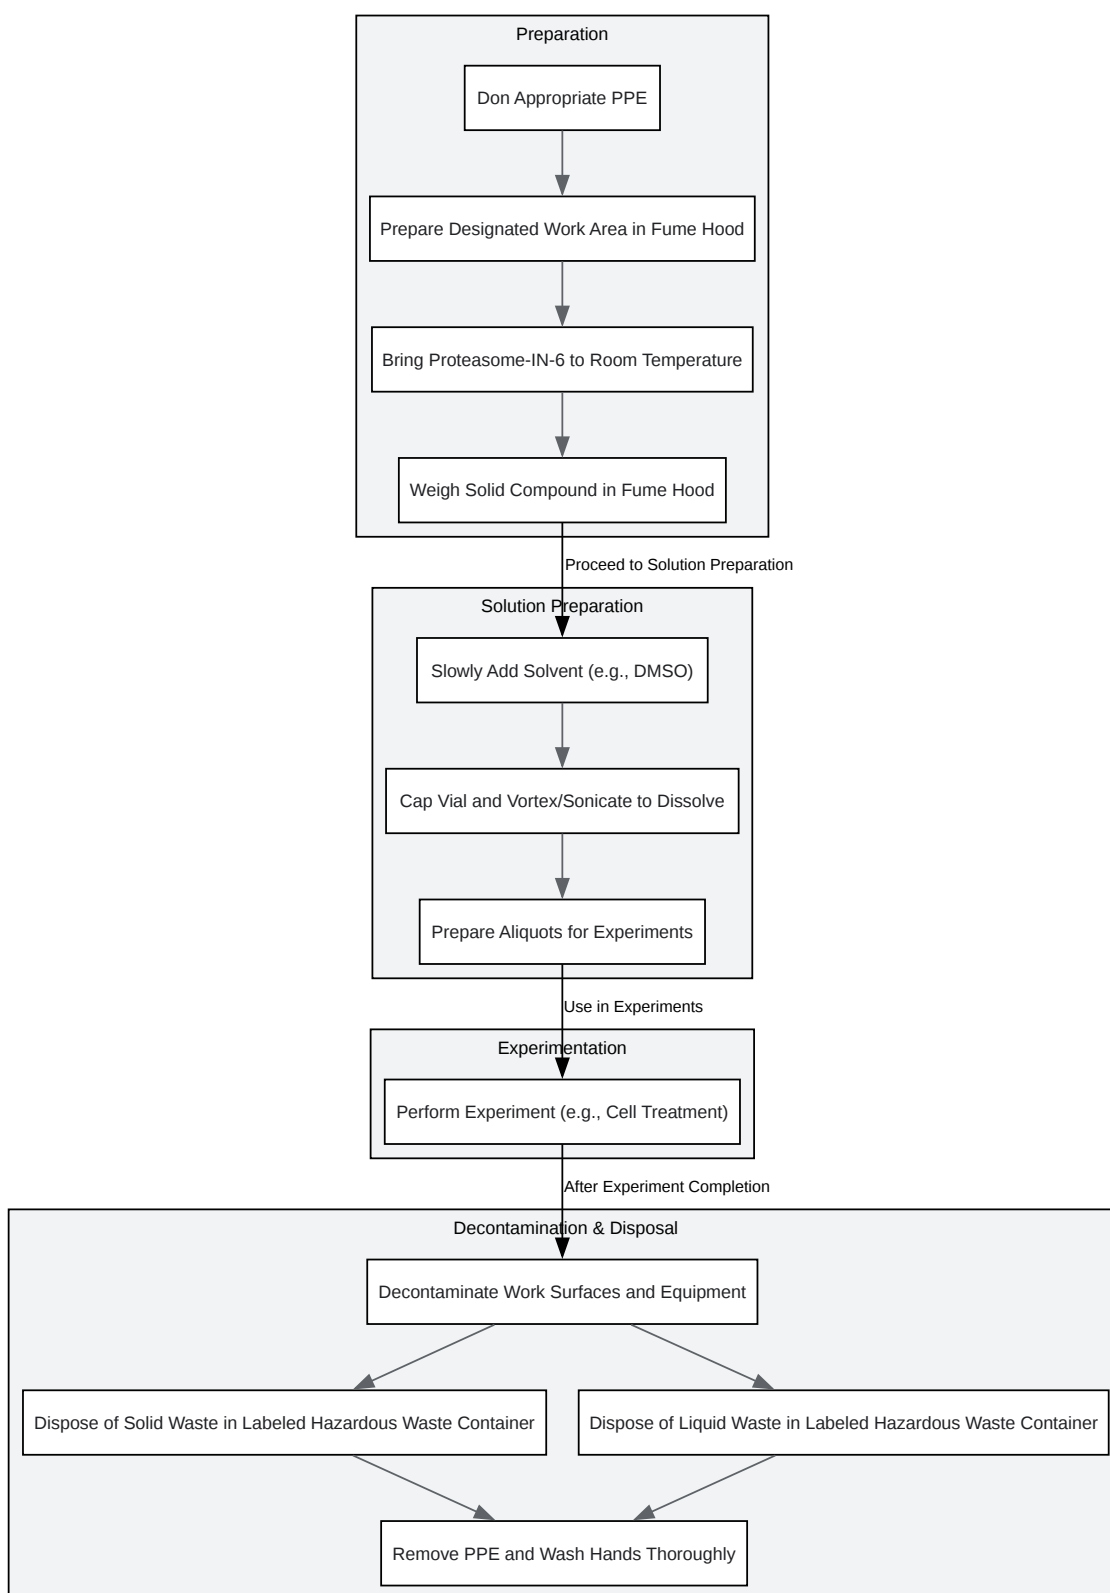 Preparation
Don Appropriate PPE
Prepare Designated Work Area in Fume Hood
Bring Proteasome-IN-6 to Room Temperature
Weigh Solid Compound in Fume Hood
Proceed to Solution Preparation
Solution Preparation
Slowly Add Solvent (e.g., DMSO)
Cap Vial and Vortex/Sonicate to Dissolve
Prepare Aliquots for Experiments
Use in Experiments
Experimentation
Perform Experiment (e.g., Cell Treatment)
After Experiment Completion
Decontamination & Disposal
Decontaminate Work Surfaces and Equipment
Dispose of Solid Waste in Labeled Hazardous Waste Container
Dispose of Liquid Waste in Labeled Hazardous Waste Container
Remove PPE and Wash Hands Thoroughly